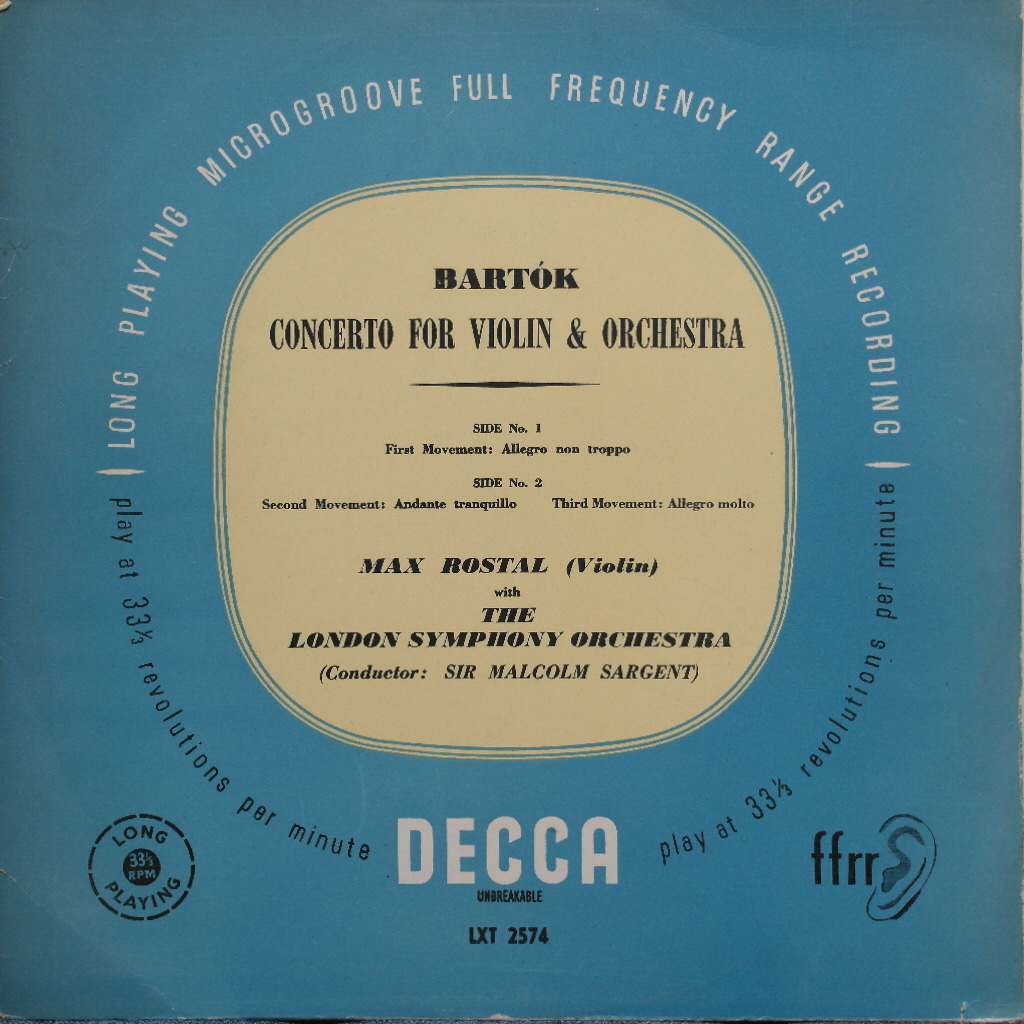 LONG PLAYING MICROGROOVE FULL FREQUENCY RANGE RECORDING
BARTÓK
CONCERTO FOR VIOLIN & ORCHESTRA
SIDE No. 1
First Movement: Allegro non troppo
SIDE No. 2
Second Movement: Andante tranquillo Third Movement: Allegro molto
MAX ROSTAL (Violin)
with
THE
LONDON SYMPHONY ORCHESTRA
(Conductor: SIR MALCOLM SARGENT)
play at 33⅓ revolutions per minute
play at 33⅓ revolutions per minute
LONG
33⅓
RPM
PLAYING
DECCA
UNBREAKABLE
LXT 2574
ffrr